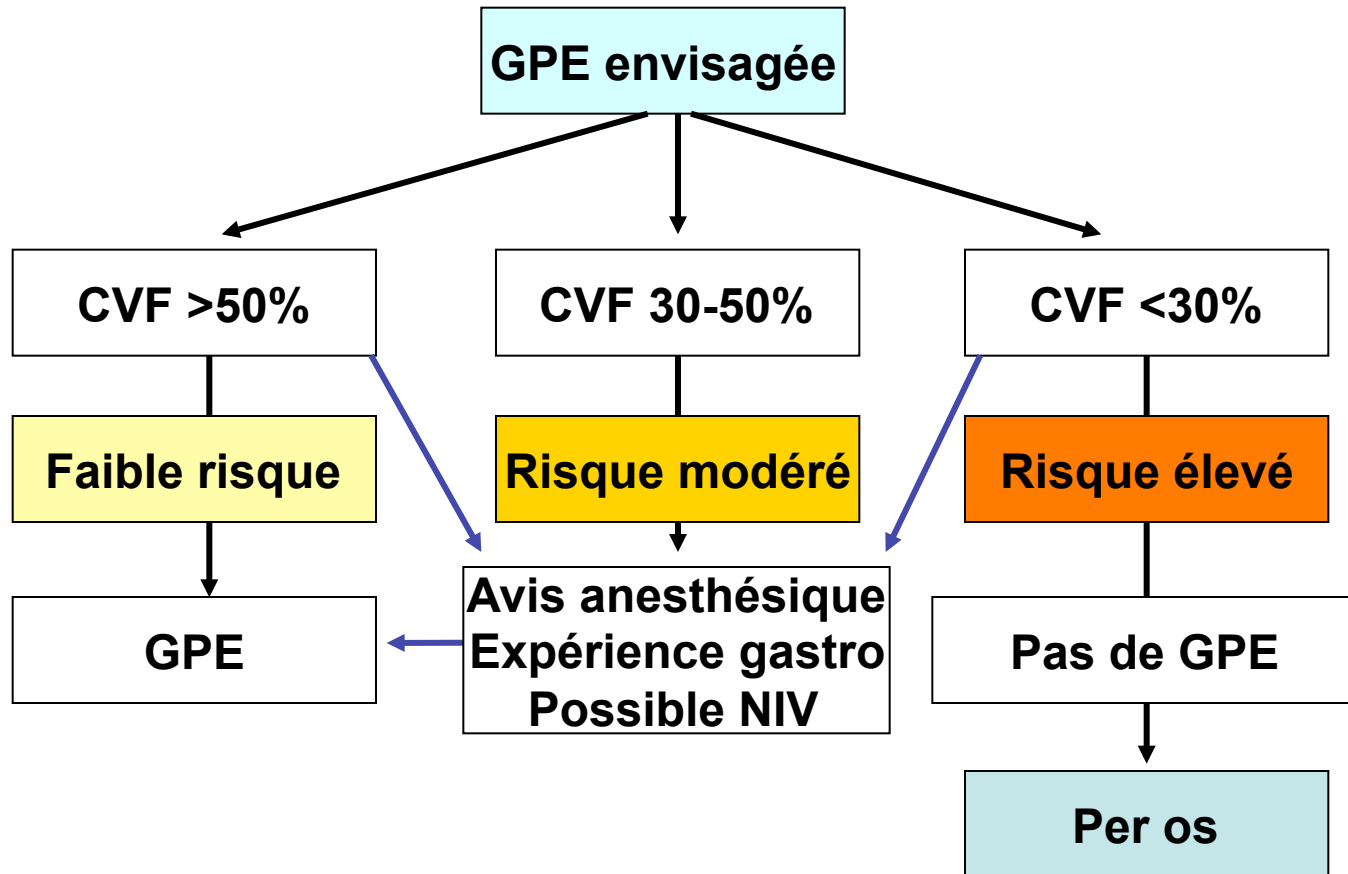 GPE envisagée
CVF >50%
CVF 30-50%
CVF <30%
Faible risque
Risque modéré
Risque élevé
GPE
Avis anesthésique
Expérience gastro
Possible NIV
Pas de GPE
Per os